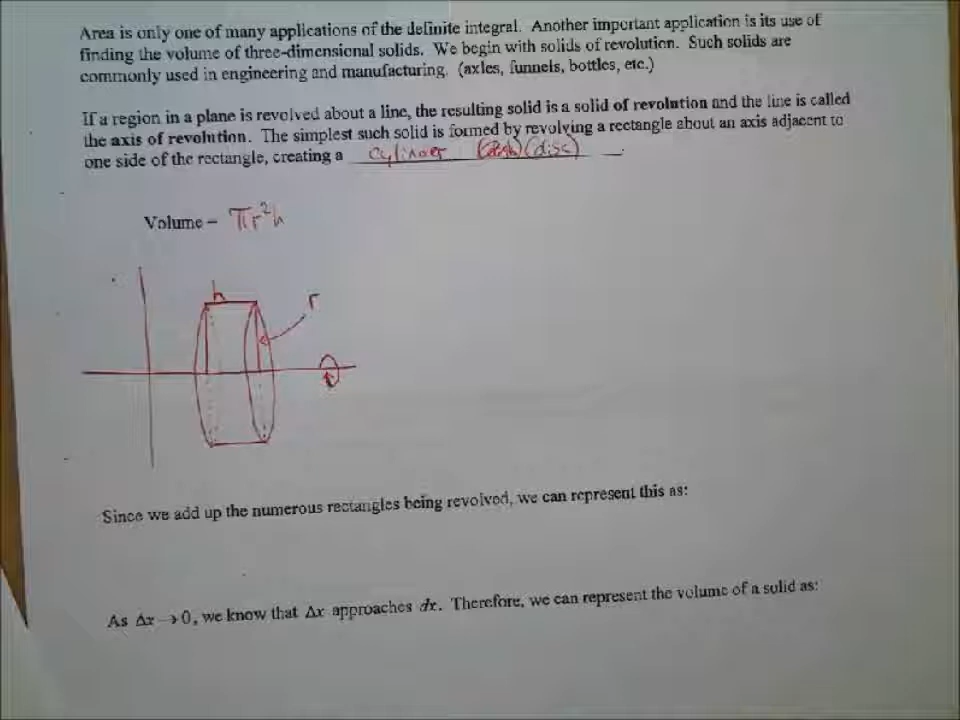 Area is only one of many applications of the definite integral. Another important application is its use of
finding the volume of three-dimensional solids. We begin with solids of revolution. Such solids are
commonly used in engineering and manufacturing. (axles, funnels, bottles, etc.)
If a region in a plane is revolved about a line, the resulting solid is a solid of revolution and the line is called
the axis of revolution. The simplest such solid is formed by revolving a rectangle about an axis adjacent to
one side of the rectangle, creating a cylinder (disc).
Volume = πr²h
h
r
Since we add up the numerous rectangles being revolved, we can represent this as:
As Δx → 0, we know that Δx approaches dx. Therefore, we can represent the volume of a solid as: